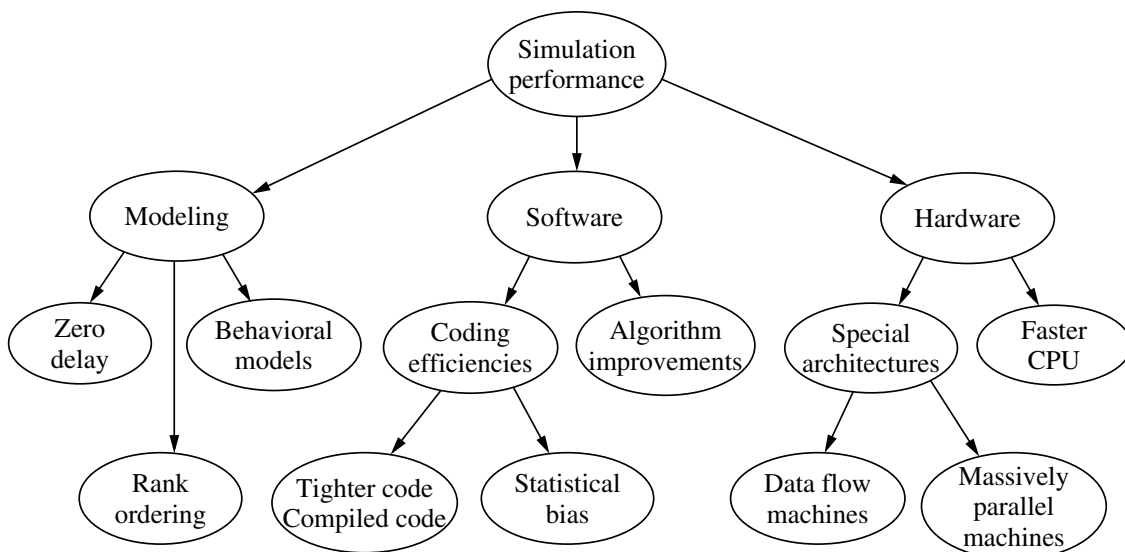 Simulation
performance
Modeling
Software
Hardware
Zero
delay
Behavioral
models
Coding
efficiencies
Algorithm
improvements
Special
architectures
Faster
CPU
Rank
ordering
Tighter code
Compiled code
Statistical
bias
Data flow
machines
Massively
parallel
machines